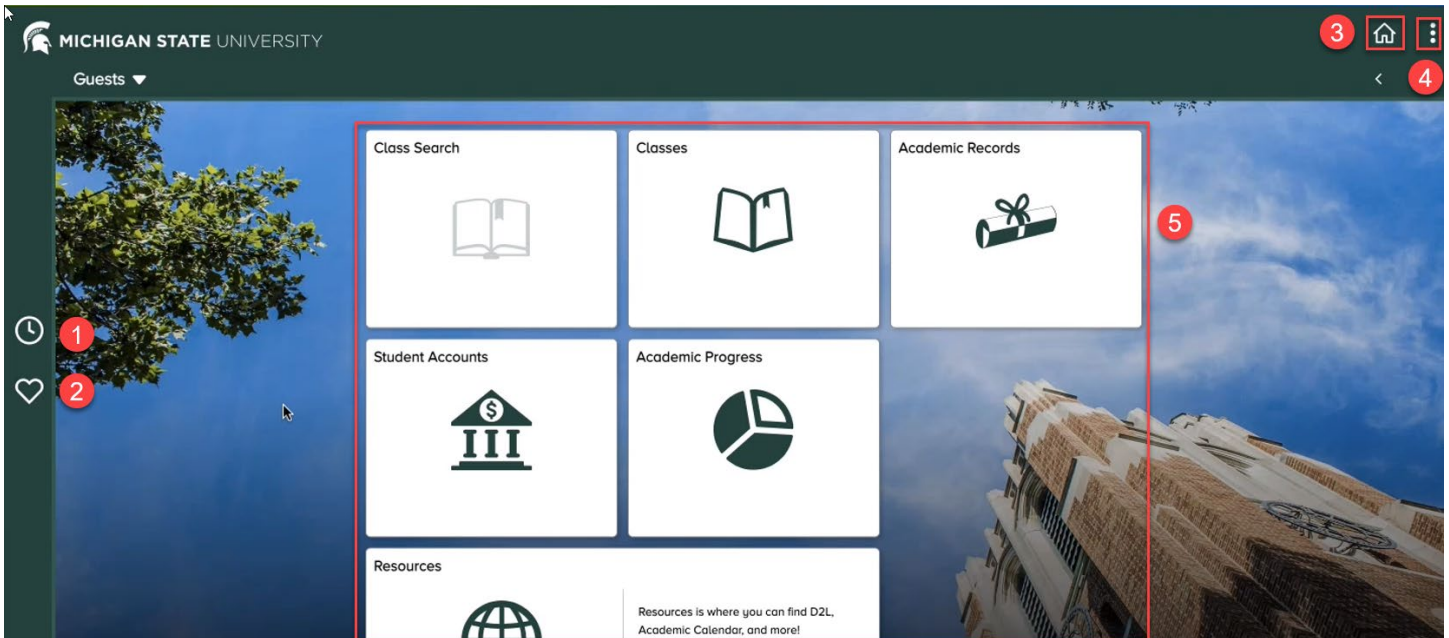 MICHIGAN STATE UNIVERSITY
3
Guests
4
Class Search
Classes
Academic Records
5
1
Student Accounts
Academic Progress
2
$
Resources
Resources is where you can find D2L,
Academic Calendar, and more!